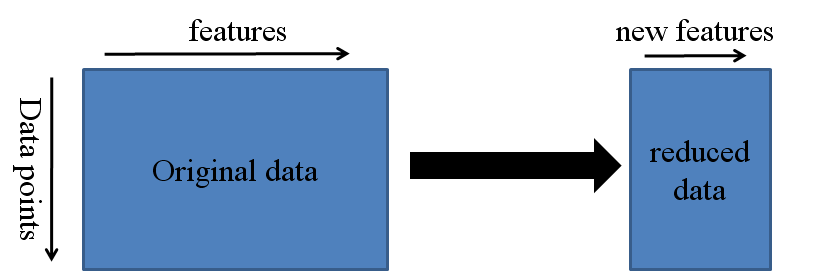 features
new features
Data points
Original data
reduced
data